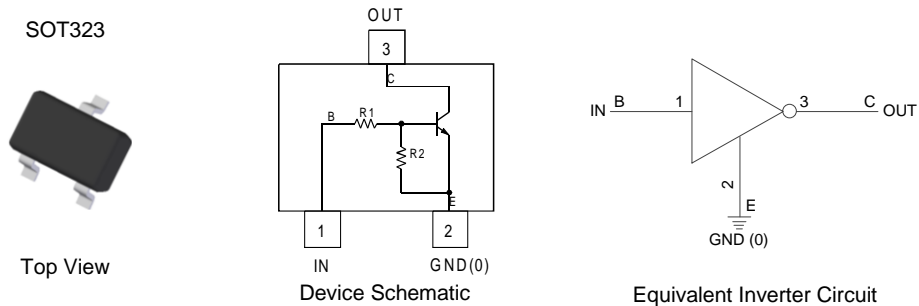 SOT323
Top View
OUT
3
C
B
R1
R2
E
1
2
IN
GND(0)
Device Schematic
IN
B
1
3
C
OUT
2
E
GND (0)
Equivalent Inverter Circuit